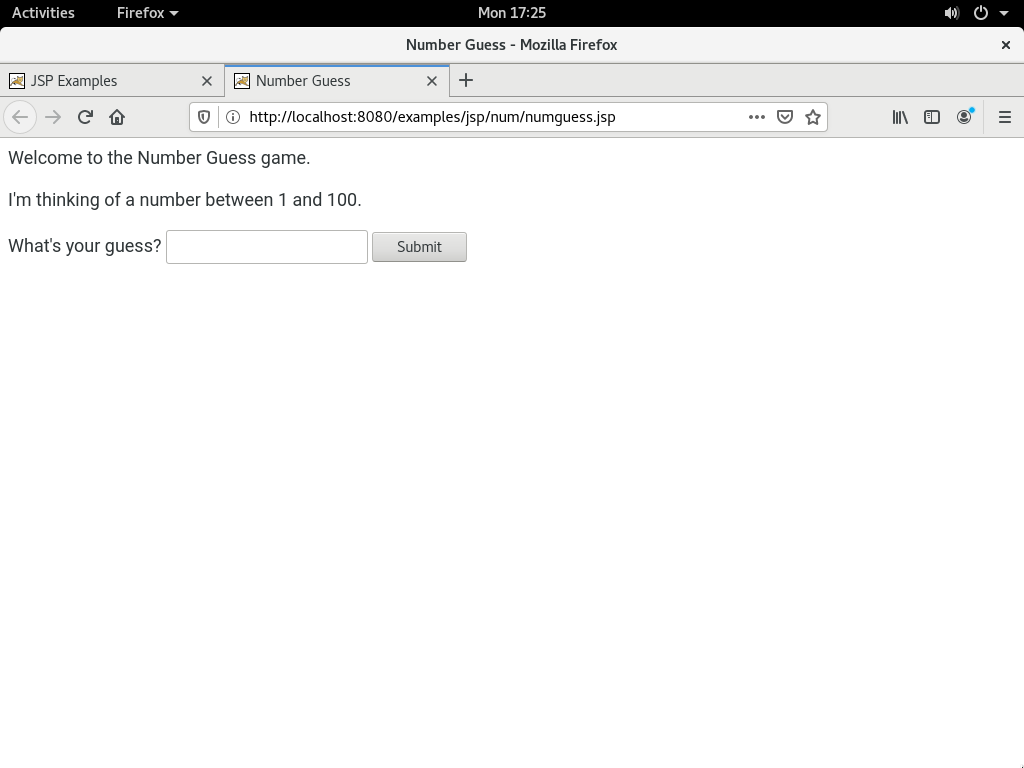 Activities Firefox Mon 17:25
Number Guess - Mozilla Firefox
JSP Examples Number Guess
http://localhost:8080/examples/jsp/num/numguess.jsp
Welcome to the Number Guess game.
I'm thinking of a number between 1 and 100.
What's your guess? Submit